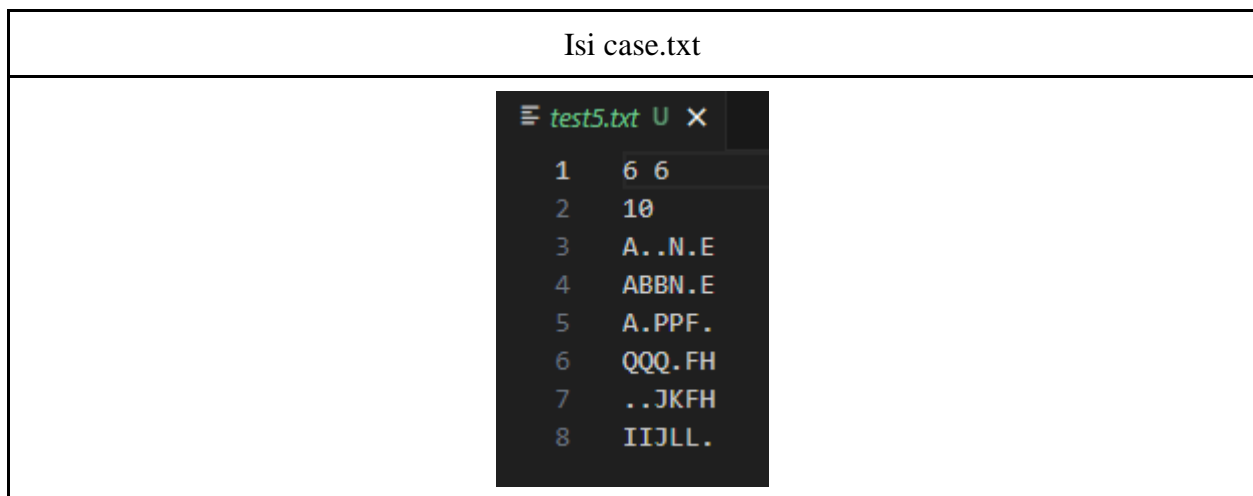 Isi case.txt
test5.txt U ×
1 6 6
2 10
3 A..N.E
4 ABBN.E
5 A.PPF.
6 QQQ.FH
7 ..JKFH
8 IIJLL.